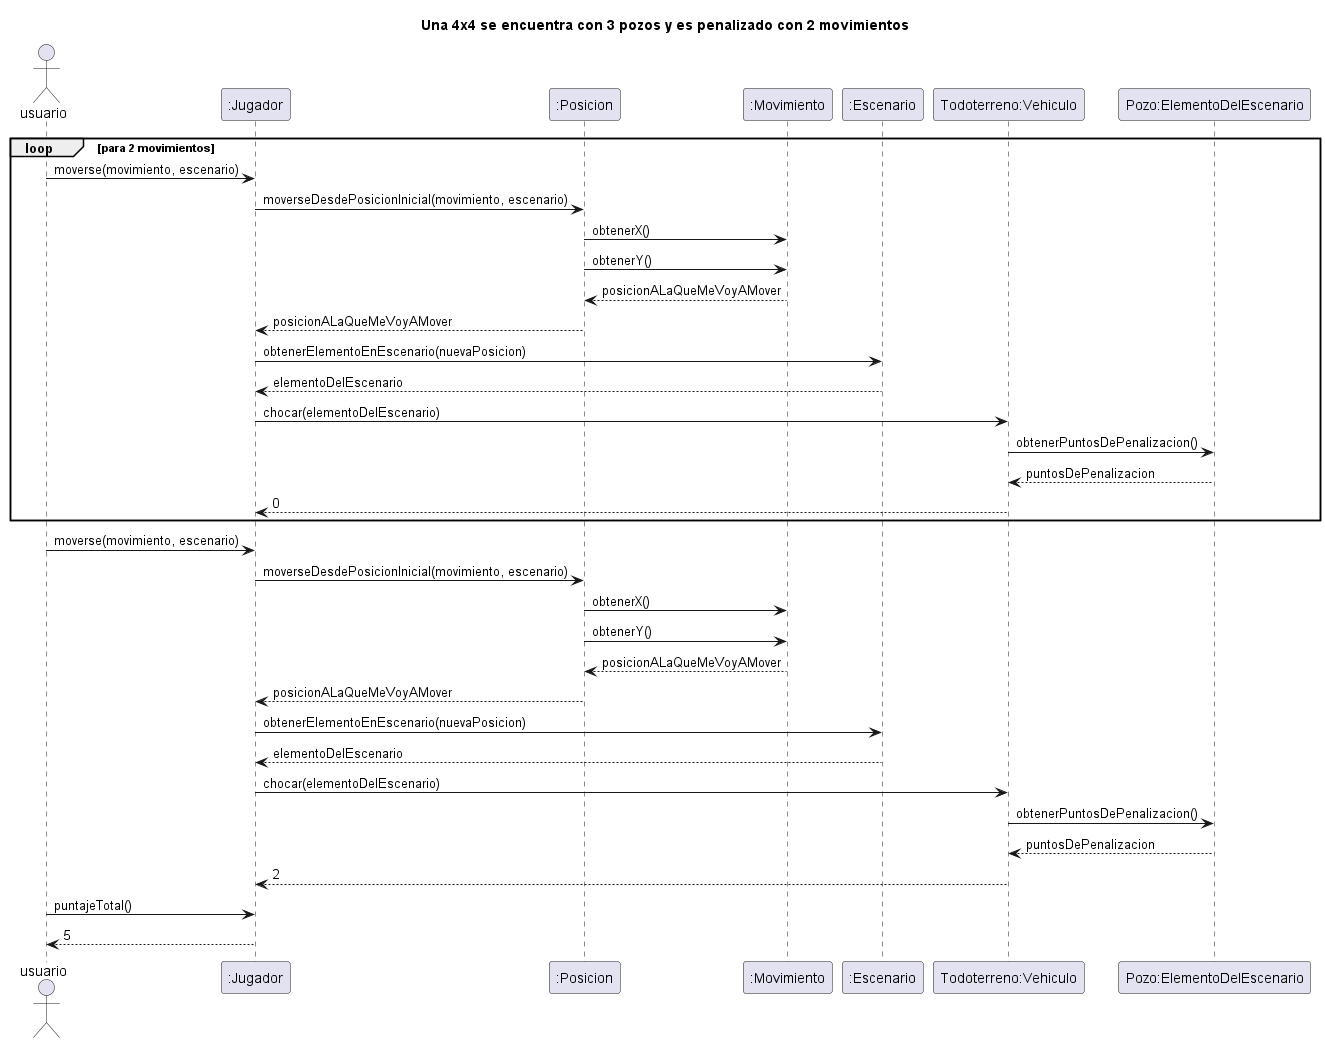 Una 4x4 se encuentra con 3 pozos y es penalizado con 2 movimientos
usuario
:Jugador
:Posicion
:Movimiento
:Escenario
Todoterreno:Vehiculo
Pozo:ElementoDelEscenario
loop
[para 2 movimientos]
moverse(movimiento, escenario)
moverseDesdePosicionInicial(movimiento, escenario)
obtenerX()
obtenerY()
posicionALaQueMeVoyAMover
posicionALaQueMeVoyAMover
obtenerElementoEnEscenario(nuevaPosicion)
elementoDelEscenario
chocar(elementoDelEscenario)
obtenerPuntosDePenalizacion()
puntosDePenalizacion
0
moverse(movimiento, escenario)
moverseDesdePosicionInicial(movimiento, escenario)
obtenerX()
obtenerY()
posicionALaQueMeVoyAMover
posicionALaQueMeVoyAMover
obtenerElementoEnEscenario(nuevaPosicion)
elementoDelEscenario
chocar(elementoDelEscenario)
obtenerPuntosDePenalizacion()
puntosDePenalizacion
2
puntajeTotal()
5
usuario
:Jugador
:Posicion
:Movimiento
:Escenario
Todoterreno:Vehiculo
Pozo:ElementoDelEscenario